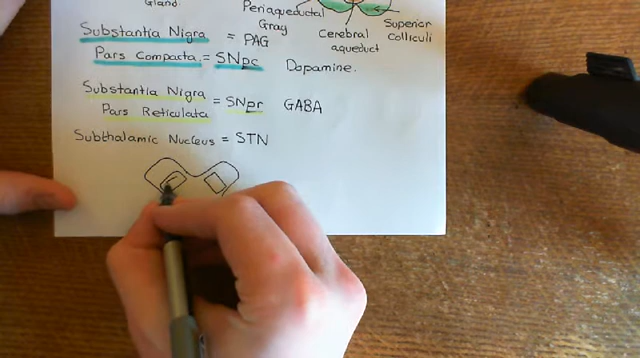 Gland
Periaqueductal
Gray
= PAG
Cerebral
aqueduct
Superior
Colliculi
Substantia Nigra
Pars Compacta = SNpc
Dopamine.
Substantia Nigra
Pars Reticulata = SNpr GABA
Subthalamic Nucleus = STN